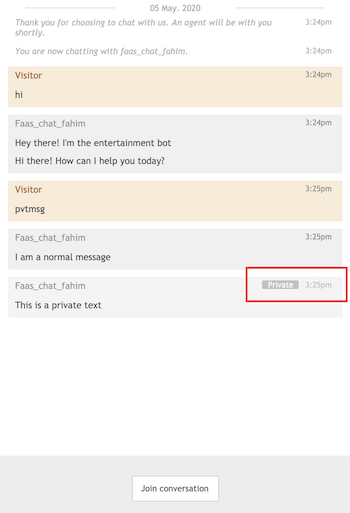 05 May. 2020
Thank you for choosing to chat with us. An agent will be with you 3:24pm
shortly.
You are now chatting with faas_chat_fahim. 3:24pm
Visitor 3:24pm
hi
Faas_chat_fahim 3:24pm
Hey there! I'm the entertainment bot
Hi there! How can I help you today?
Visitor 3:25pm
pvtmsg
Faas_chat_fahim 3:25pm
I am a normal message
Faas_chat_fahim Private 3:25pm
This is a private text
Join conversation